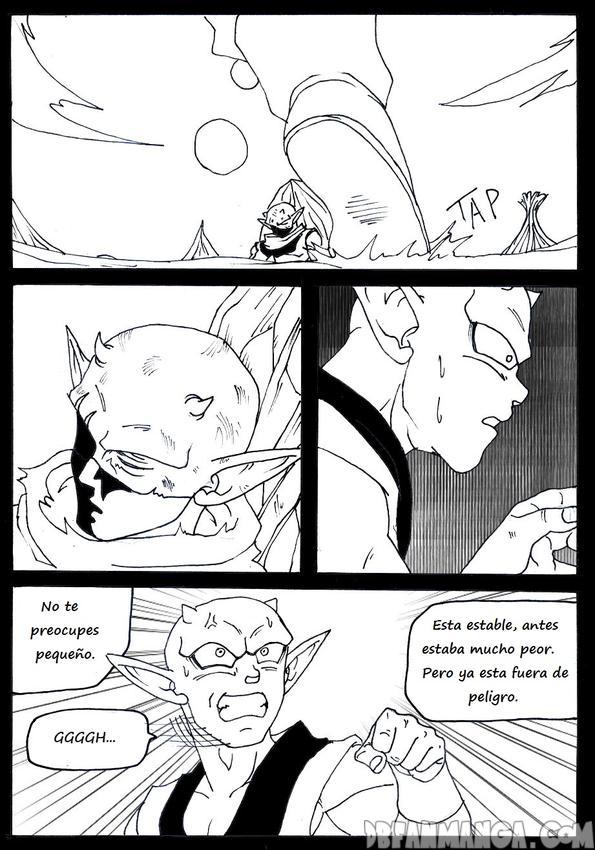 TAP
No te
preocupes
pequeño.
Esta estable, antes
estaba mucho peor.
Pero ya esta fuera de
peligro.
GGGGH...
DBFANMANGA.COM